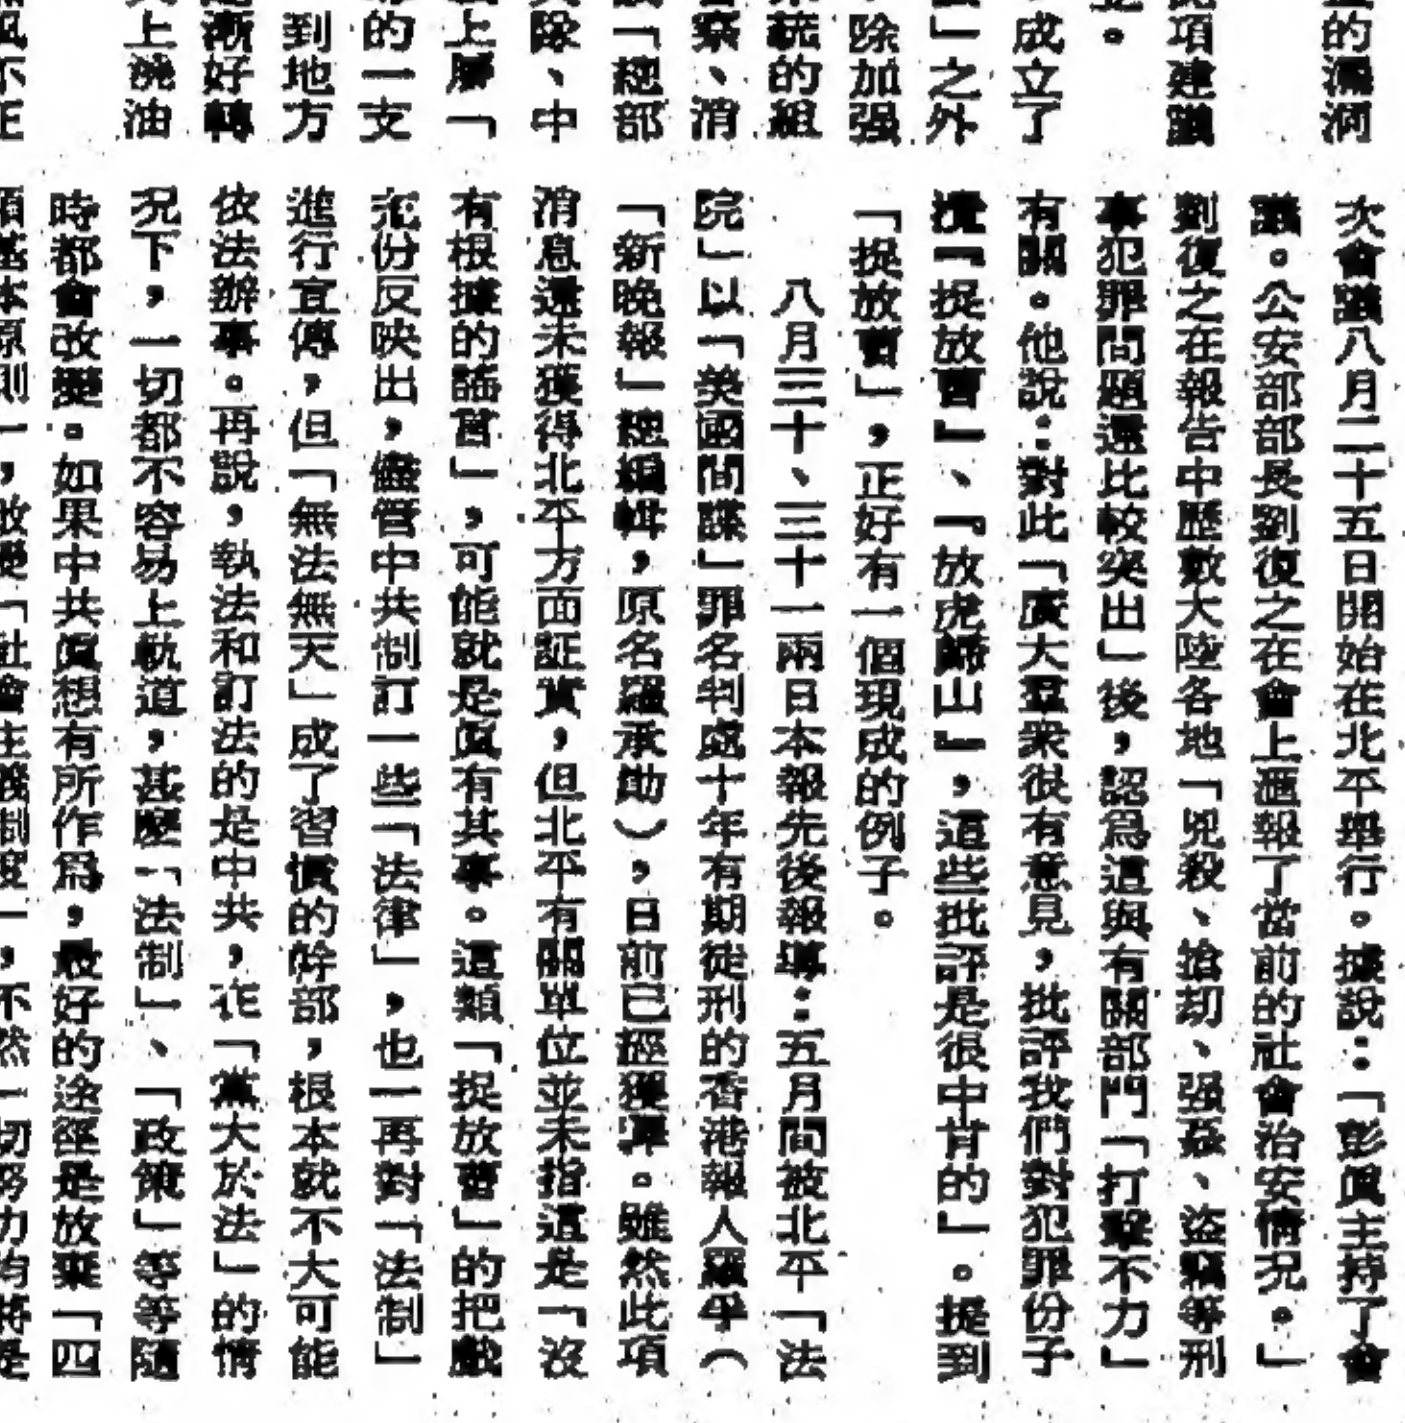 的漏洞
項建議
。
成立了
」之外
除加强
統的組
察、消
「總部
隊、中
上層「
的一支
到地方
漸好轉
上澆油
風不正
次會議八月二十五日開始在北平舉行。據說:「彭眞主持了會
議。公安部部長劉復之在會上滙報了當前的社會治安情况。」
劉復之在報告中歷數大陸各地「兇殺、搶刧、强姦、盜竊等刑
事犯罪問題還比較突出」後,認爲這與有關部門「打擊不力」
有關。他說:對此「廣大羣衆很有意見,批評我們對犯罪份子
攪『捉放曹』、『放虎歸山』,這些批評是很中肯的」。提到
「捉放曹」,正好有一個現成的例子。
八月三十、三十一兩日本報先後報導:五月間被北平「法
院」以「美國間諜」罪名判處十年有期徒刑的香港報人羅孚(
「新晚報」總編輯,原名羅承勛),日前已經獲釋。雖然此項
消息還未獲得北平方面証實,但北平有關單位並未指這是「沒
有根據的謠言」,可能就是眞有其事。這類「捉放曹」的把戲
充份反映出,儘管中共制訂一些「法律」,也一再對「法制」
進行宣傳,但「無法無天」成了習慣的幹部,根本就不大可能
依法辦事。再說,執法和訂法的是中共,在「黨大於法」的情
况下,一切都不容易上軌道,甚麼「法制」、「政策」等等隨
時都會改變。如果中共眞想有所作爲,最好的途徑是放棄「四
項基本原則」,改變「社會主義制度」,不然一切努力均將是